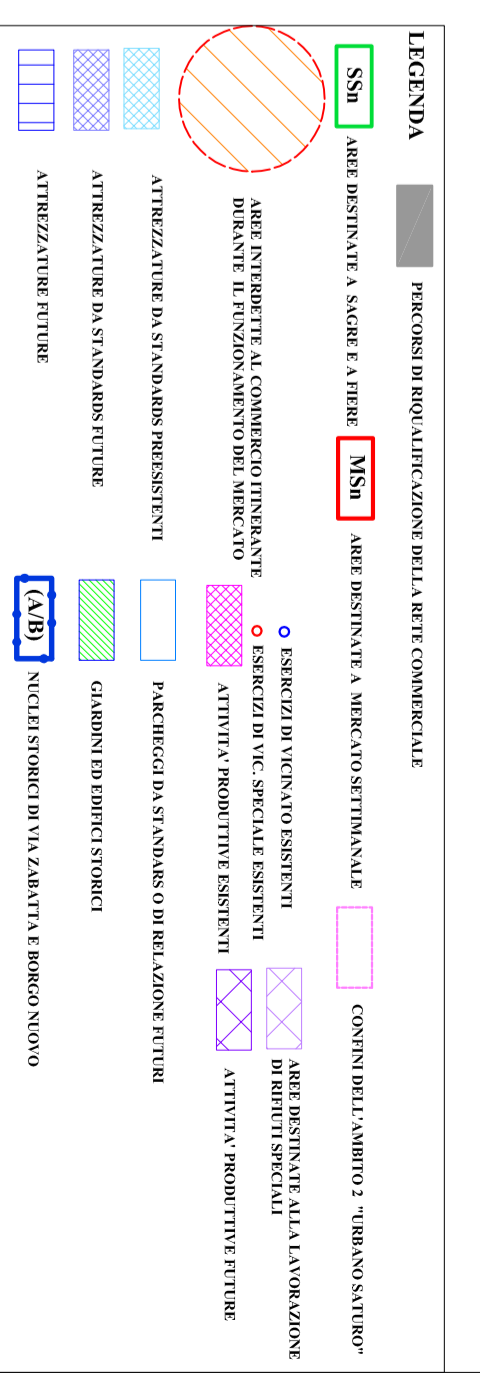 LEGENDA
PERCORSI DI RIQUALIFICAZIONE DELLA RETE COMMERCIALE
SSn
AREE DESTINATE A SAGRE E A FIERE
MSn
AREE DESTINATE A MERCATO SETTIMANALE
CONFINI DELL'AMBITO 2 "URBANO SATURO"
AREE INTERDETTE AL COMMERCIO ITINERANTE
DURANTE IL FUNZIONAMENTO DEL MERCATO
ESERCIZI DI VICINATO ESISTENTI
ESERCIZI DI VIC. SPECIALE ESISTENTI
AREE DESTINATE ALLA LAVORAZIONE
DI RIFIUTI SPECIALI
ATTIVITA' PRODUTTIVE ESISTENTI
ATTIVITA' PRODUTTIVE FUTURE
ATTREZZATURE DA STANDARDS PREESISTENTI
PARCHEGGI DA STANDARS O DI RELAZIONE FUTURI
ATTREZZATURE DA STANDARDS FUTURE
GIARDINI ED EDIFICI STORICI
ATTREZZATURE FUTURE
(A/B)
NUCLEI STORICI DI VIA ZABATTA E BORGO NUOVO